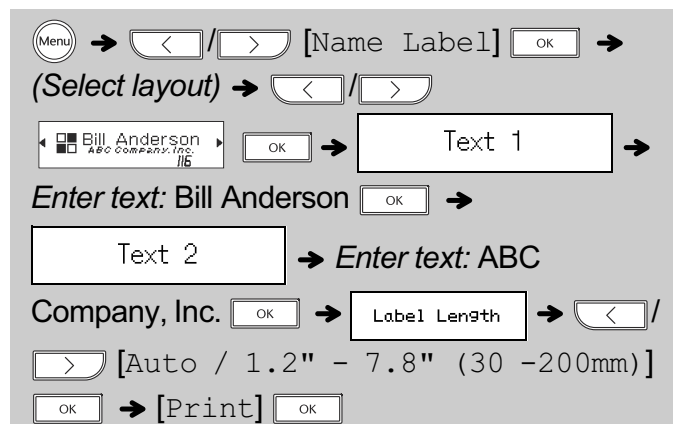 Menu → < / > [Name Label] OK →
(Select layout) → < / >
Bill Anderson
ABC Company, Inc.
1/6
OK → Text 1 →
Enter text: Bill Anderson OK →
Text 2 → Enter text: ABC
Company, Inc. OK → Label Length → < /
> [Auto / 1.2" - 7.8" (30 -200mm)]
OK → [Print] OK